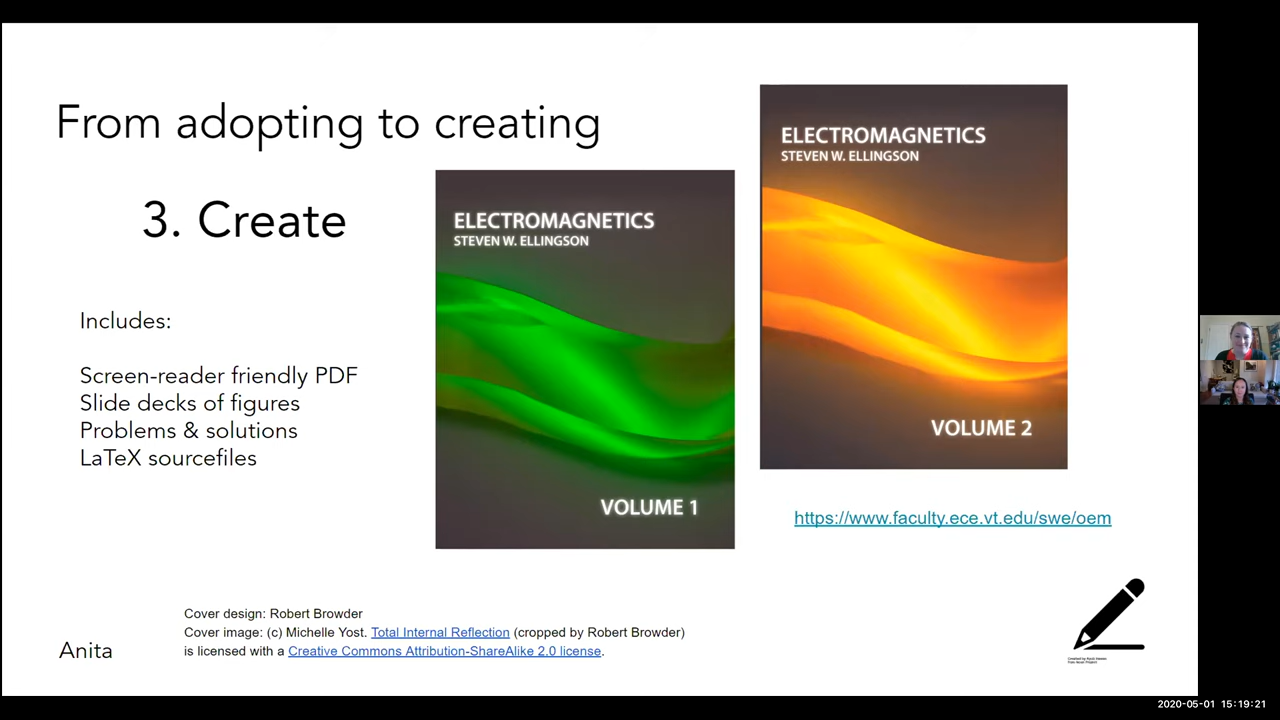 From adopting to creating
3. Create
Includes:
Screen-reader friendly PDF
Slide decks of figures
Problems & solutions
LaTeX sourcefiles
ELECTROMAGNETICS
STEVEN W. ELLINGSON
VOLUME 1
ELECTROMAGNETICS
STEVEN W. ELLINGSON
VOLUME 2
https://www.faculty.ece.vt.edu/swe/oem
Cover design: Robert Browder
Cover image: (c) Michelle Yost. Total Internal Reflection (cropped by Robert Browder)
is licensed with a Creative Commons Attribution-ShareAlike 2.0 license.
Anita
2020-05-01 15:19:21